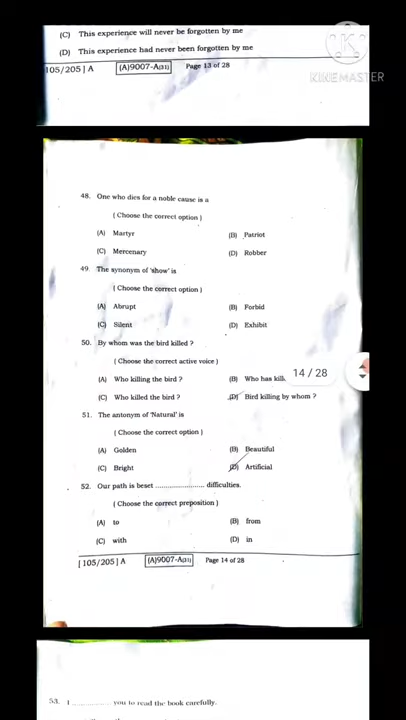 (C) This experience will never be forgotten by me
(D) This experience had never been forgotten by me
105/205 | A (A)9007-A(31) Page 13 of 28
KINEMASTER
48. One who dies for a noble cause is a
( Choose the correct option )
(A) Martyr (B) Patriot
(C) Mercenary (D) Robber
49. The synonym of 'show' is
( Choose the correct option )
(A) Abrupt (B) Forbid
(C) Silent (D) Exhibit
50. By whom was the bird killed ?
( Choose the correct active voice )
(A) Who killing the bird ? (B) Who has
14 / 28
(C) Who killed the bird ? (D) Bird killing by whom ?
51. The antonym of 'Natural' is
( Choose the correct option )
(A) Golden (B) Beautiful
(C) Bright (D) Artificial
52. Our path is beset ........................ difficulties.
( Choose the correct preposition )
(A) to (B) from
(C) with (D) in
[ 105/205 | A (A)9007-A(31) Page 14 of 28
53. I .................. you to read the book carefully.